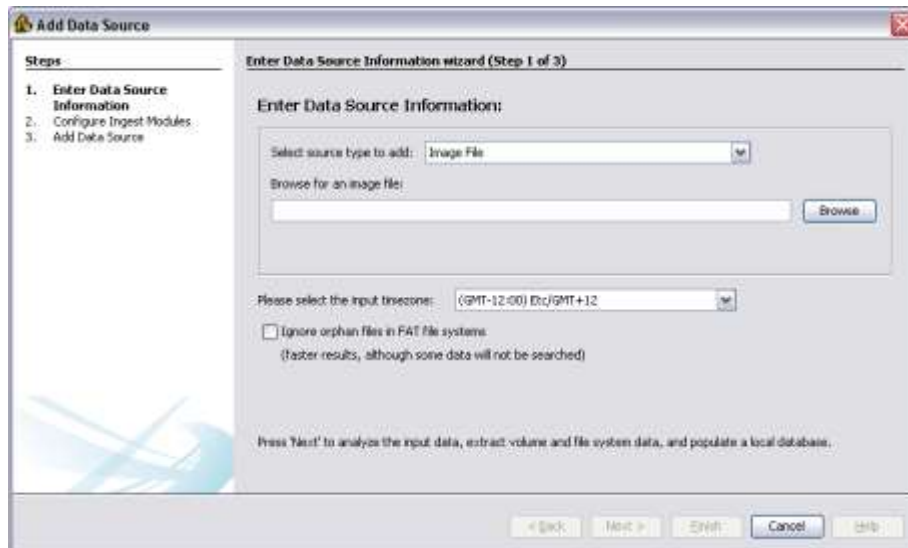 Add Data Source
Steps
1. Enter Data Source
Information
2. Configure Ingest Modules
3. Add Data Source
Enter Data Source Information wizard (Step 1 of 3)
Enter Data Source Information:
Select source type to add: Image File
Browse for an image file:
Browse
Please select the input timezone: (GMT-12:00) Etc/GMT+12
Ignore orphan files in FAT file systems
(faster results, although some data will not be searched)
Press 'Next' to analyze the input data, extract volume and file system data, and populate a local database.
< Back Next > Finish Cancel Help